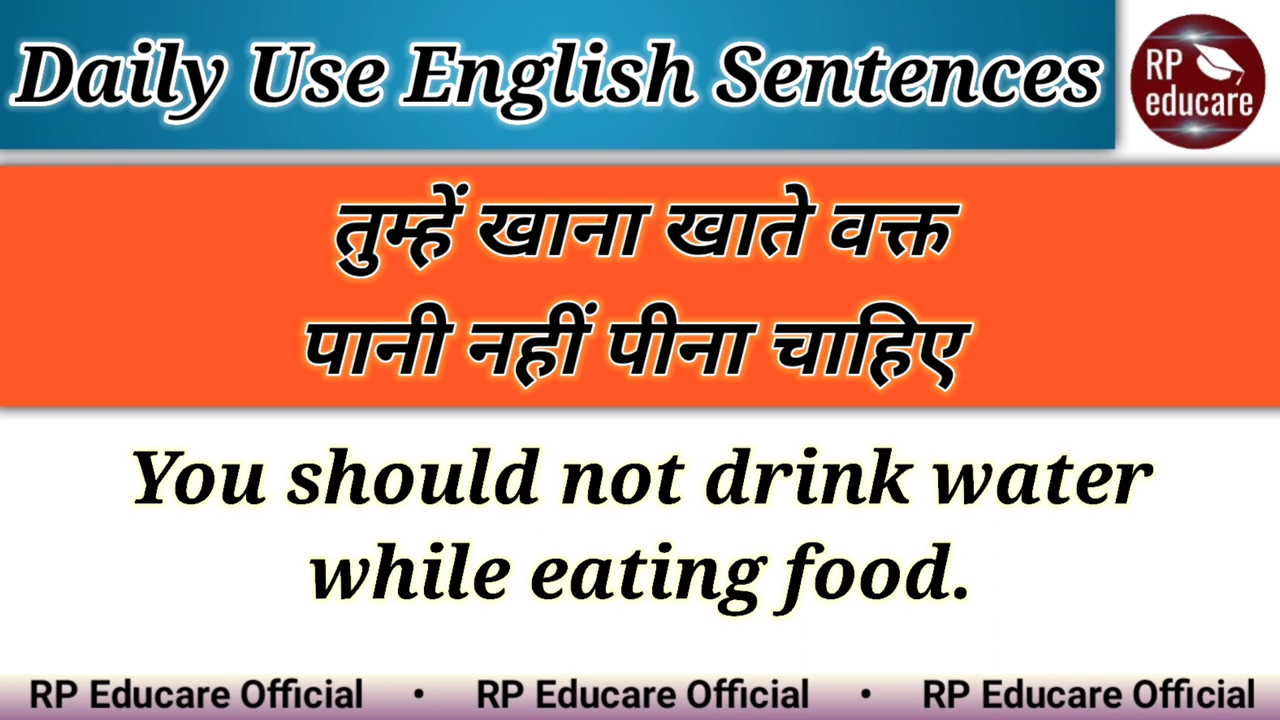 Daily Use English Sentences
RP
educare
तुम्हें खाना खाते वक्त
पानी नहीं पीना चाहिए
You should not drink water
while eating food.
RP Educare Official • RP Educare Official • RP Educare Official